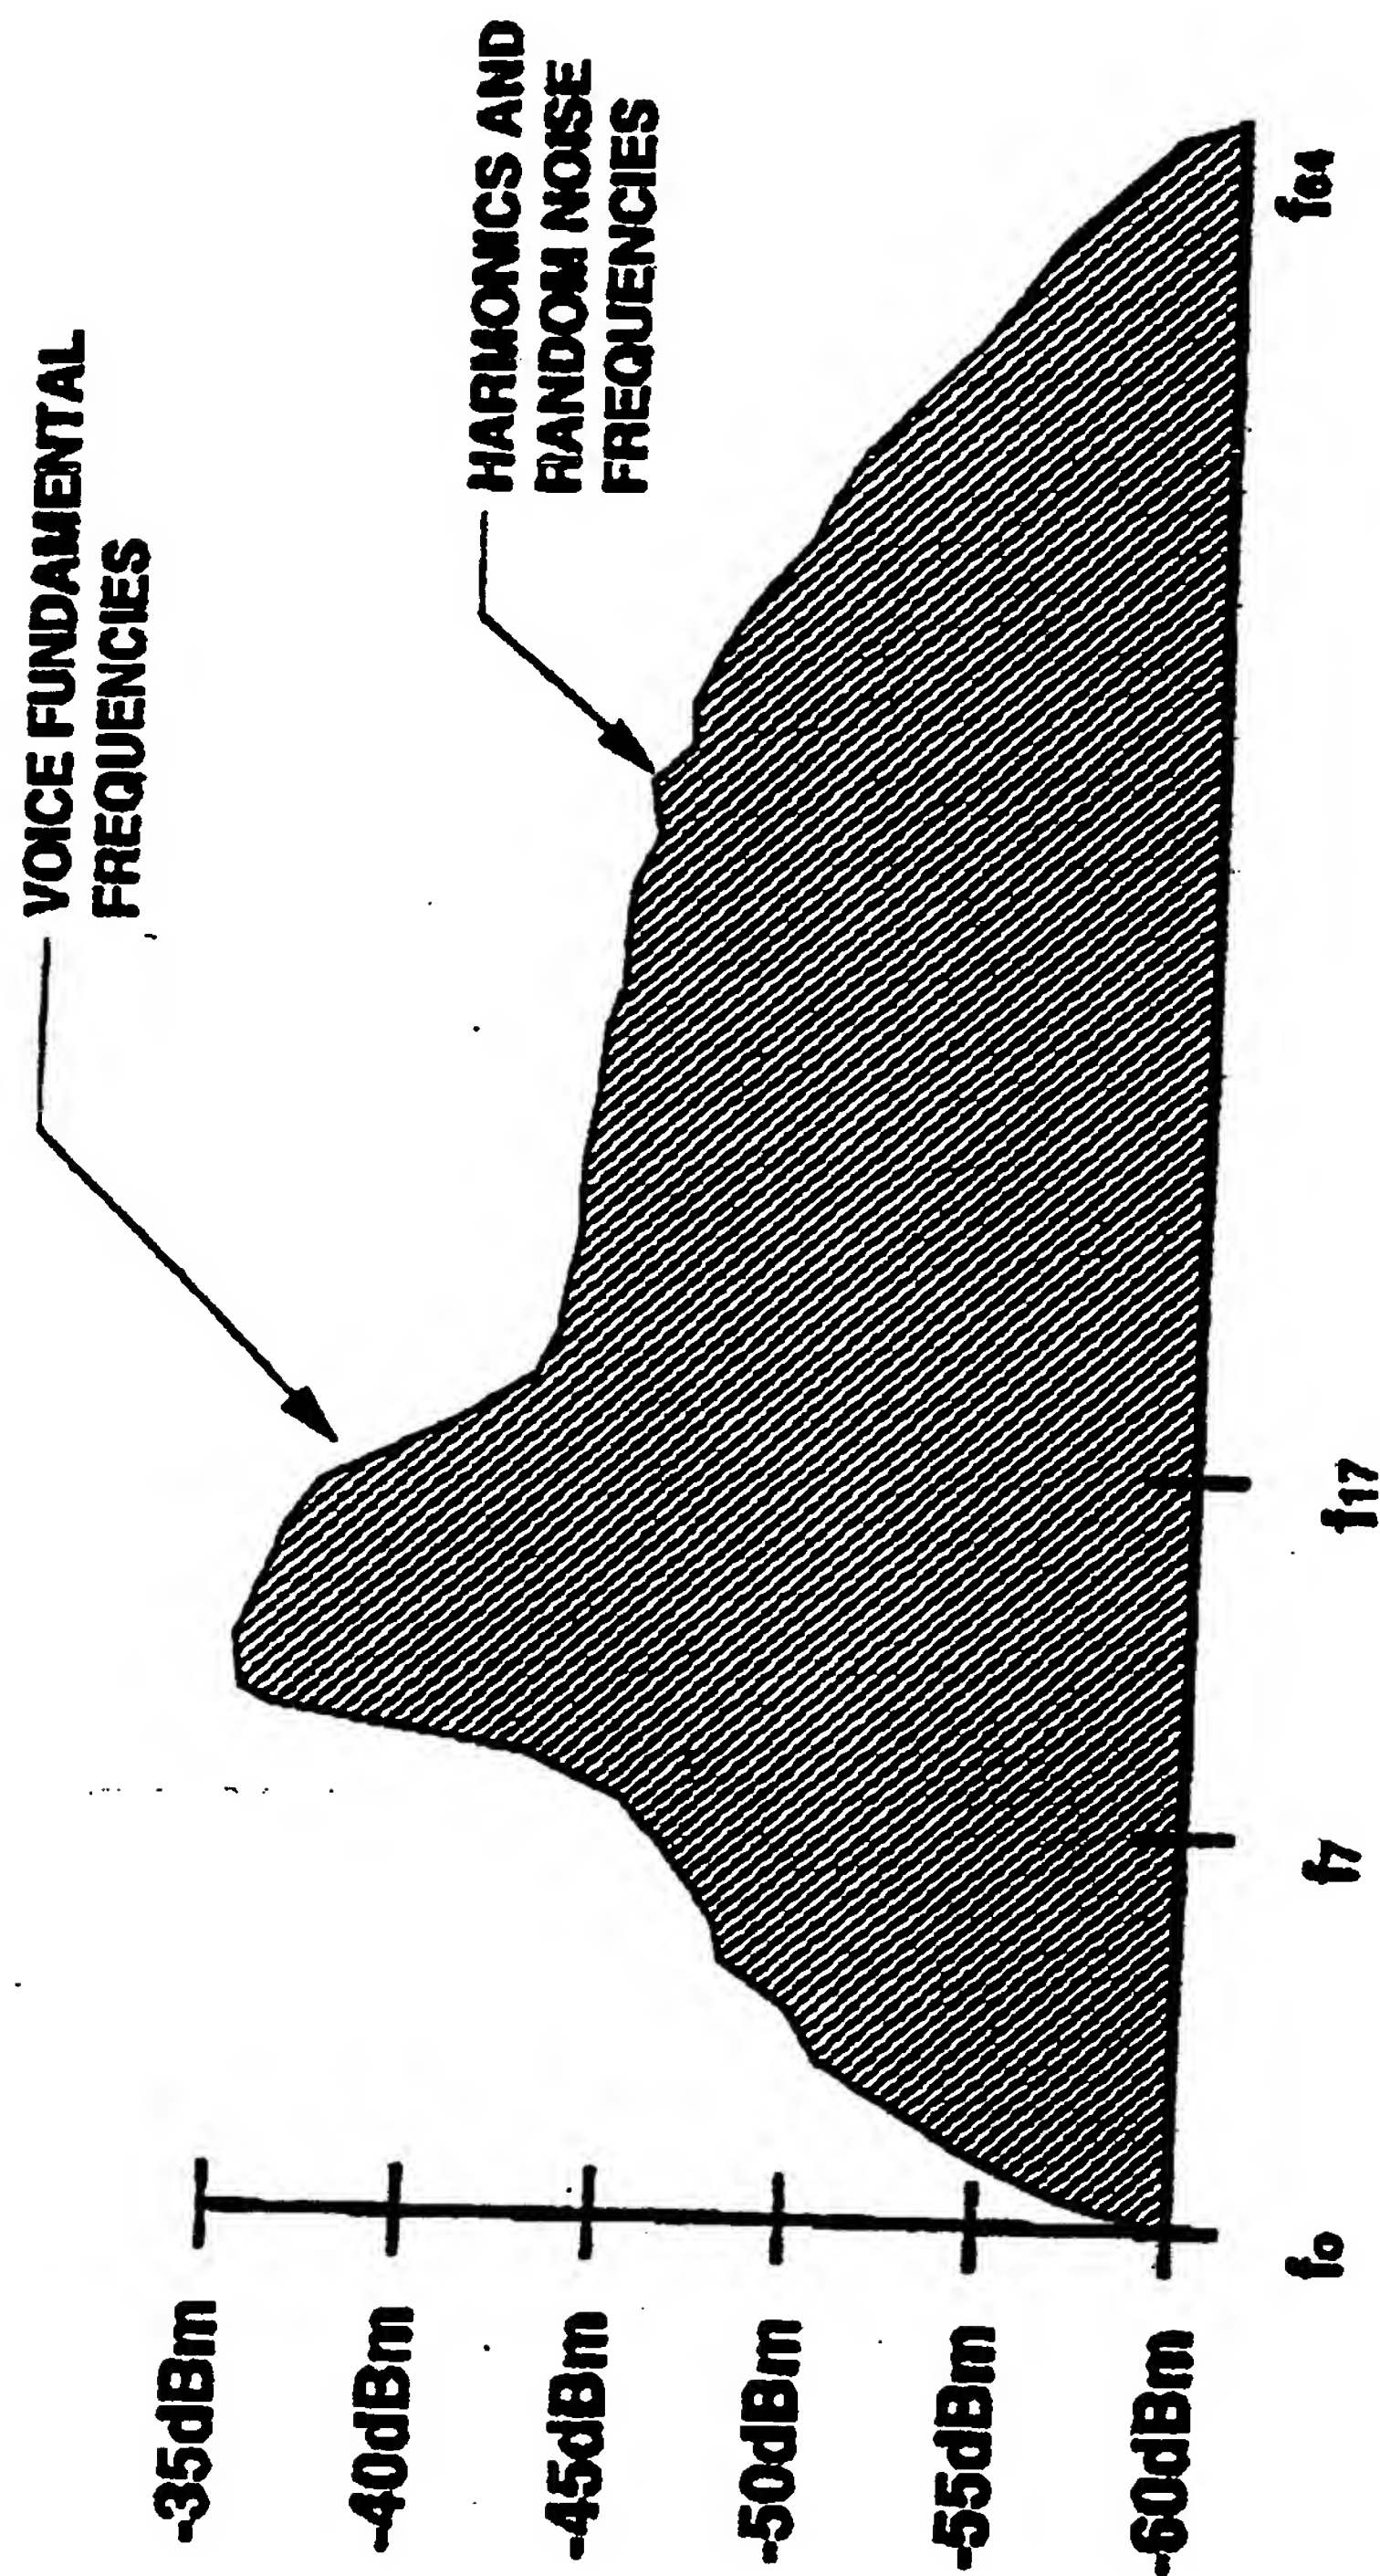 VOICE FUNDAMENTAL
FREQUENCIES
HARMONICS AND
RANDOM NOISE
FREQUENCIES
-35dBm
-40dBm
-45dBm
-50dBm
-55dBm
-60dBm
f0
f7
f17
f64